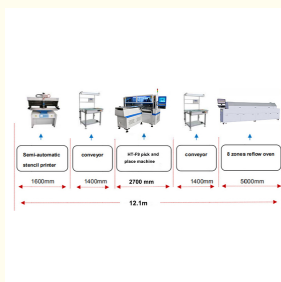 Semi-automatic
stencil printer
conveyor
HT-F9 pick and
place machine
conveyor
8 zones reflow oven
1600mm
1400mm
2700 mm
1400mm
5000mm
12.1m